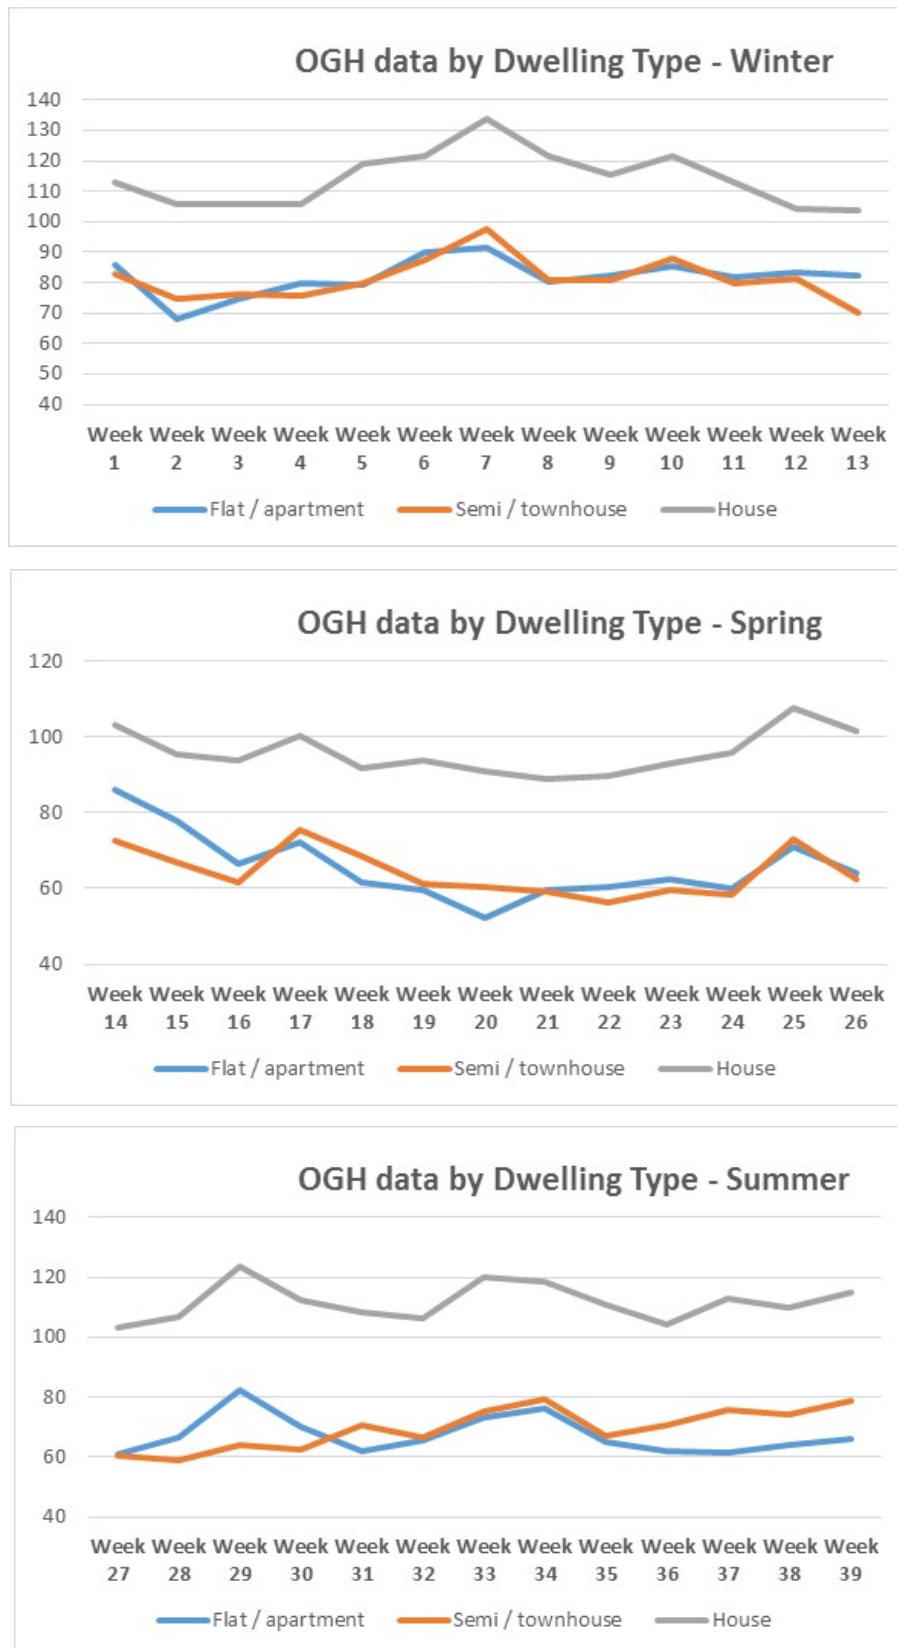 OGH data by Dwelling Type - Winter
140
130
120
110
100
90
80
70
60
50
40
Week Week Week Week Week Week Week Week Week Week Week Week Week
1 2 3 4 5 6 7 8 9 10 11 12 13
Flat / apartment Semi / townhouse House
OGH data by Dwelling Type - Spring
120
100
80
60
40
Week Week Week Week Week Week Week Week Week Week Week Week Week
14 15 16 17 18 19 20 21 22 23 24 25 26
Flat / apartment Semi / townhouse House
OGH data by Dwelling Type - Summer
140
120
100
80
60
40
Week Week Week Week Week Week Week Week Week Week Week Week Week
27 28 29 30 31 32 33 34 35 36 37 38 39
Flat / apartment Semi / townhouse House